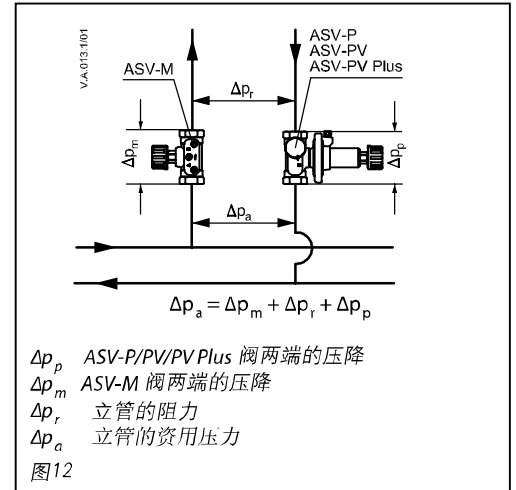 V.A.013.1/01
ASV-P
ASV-PV
ASV-PV Plus
ASV-M
Δpr
Δpm
Δpp
Δpa
Δpa = Δpm + Δpr + Δpp
Δpp ASV-P/PV/PV Plus 阀两端的压降
Δpm ASV-M 阀两端的压降
Δpr 立管的阻力
Δpa 立管的资用压力
图12